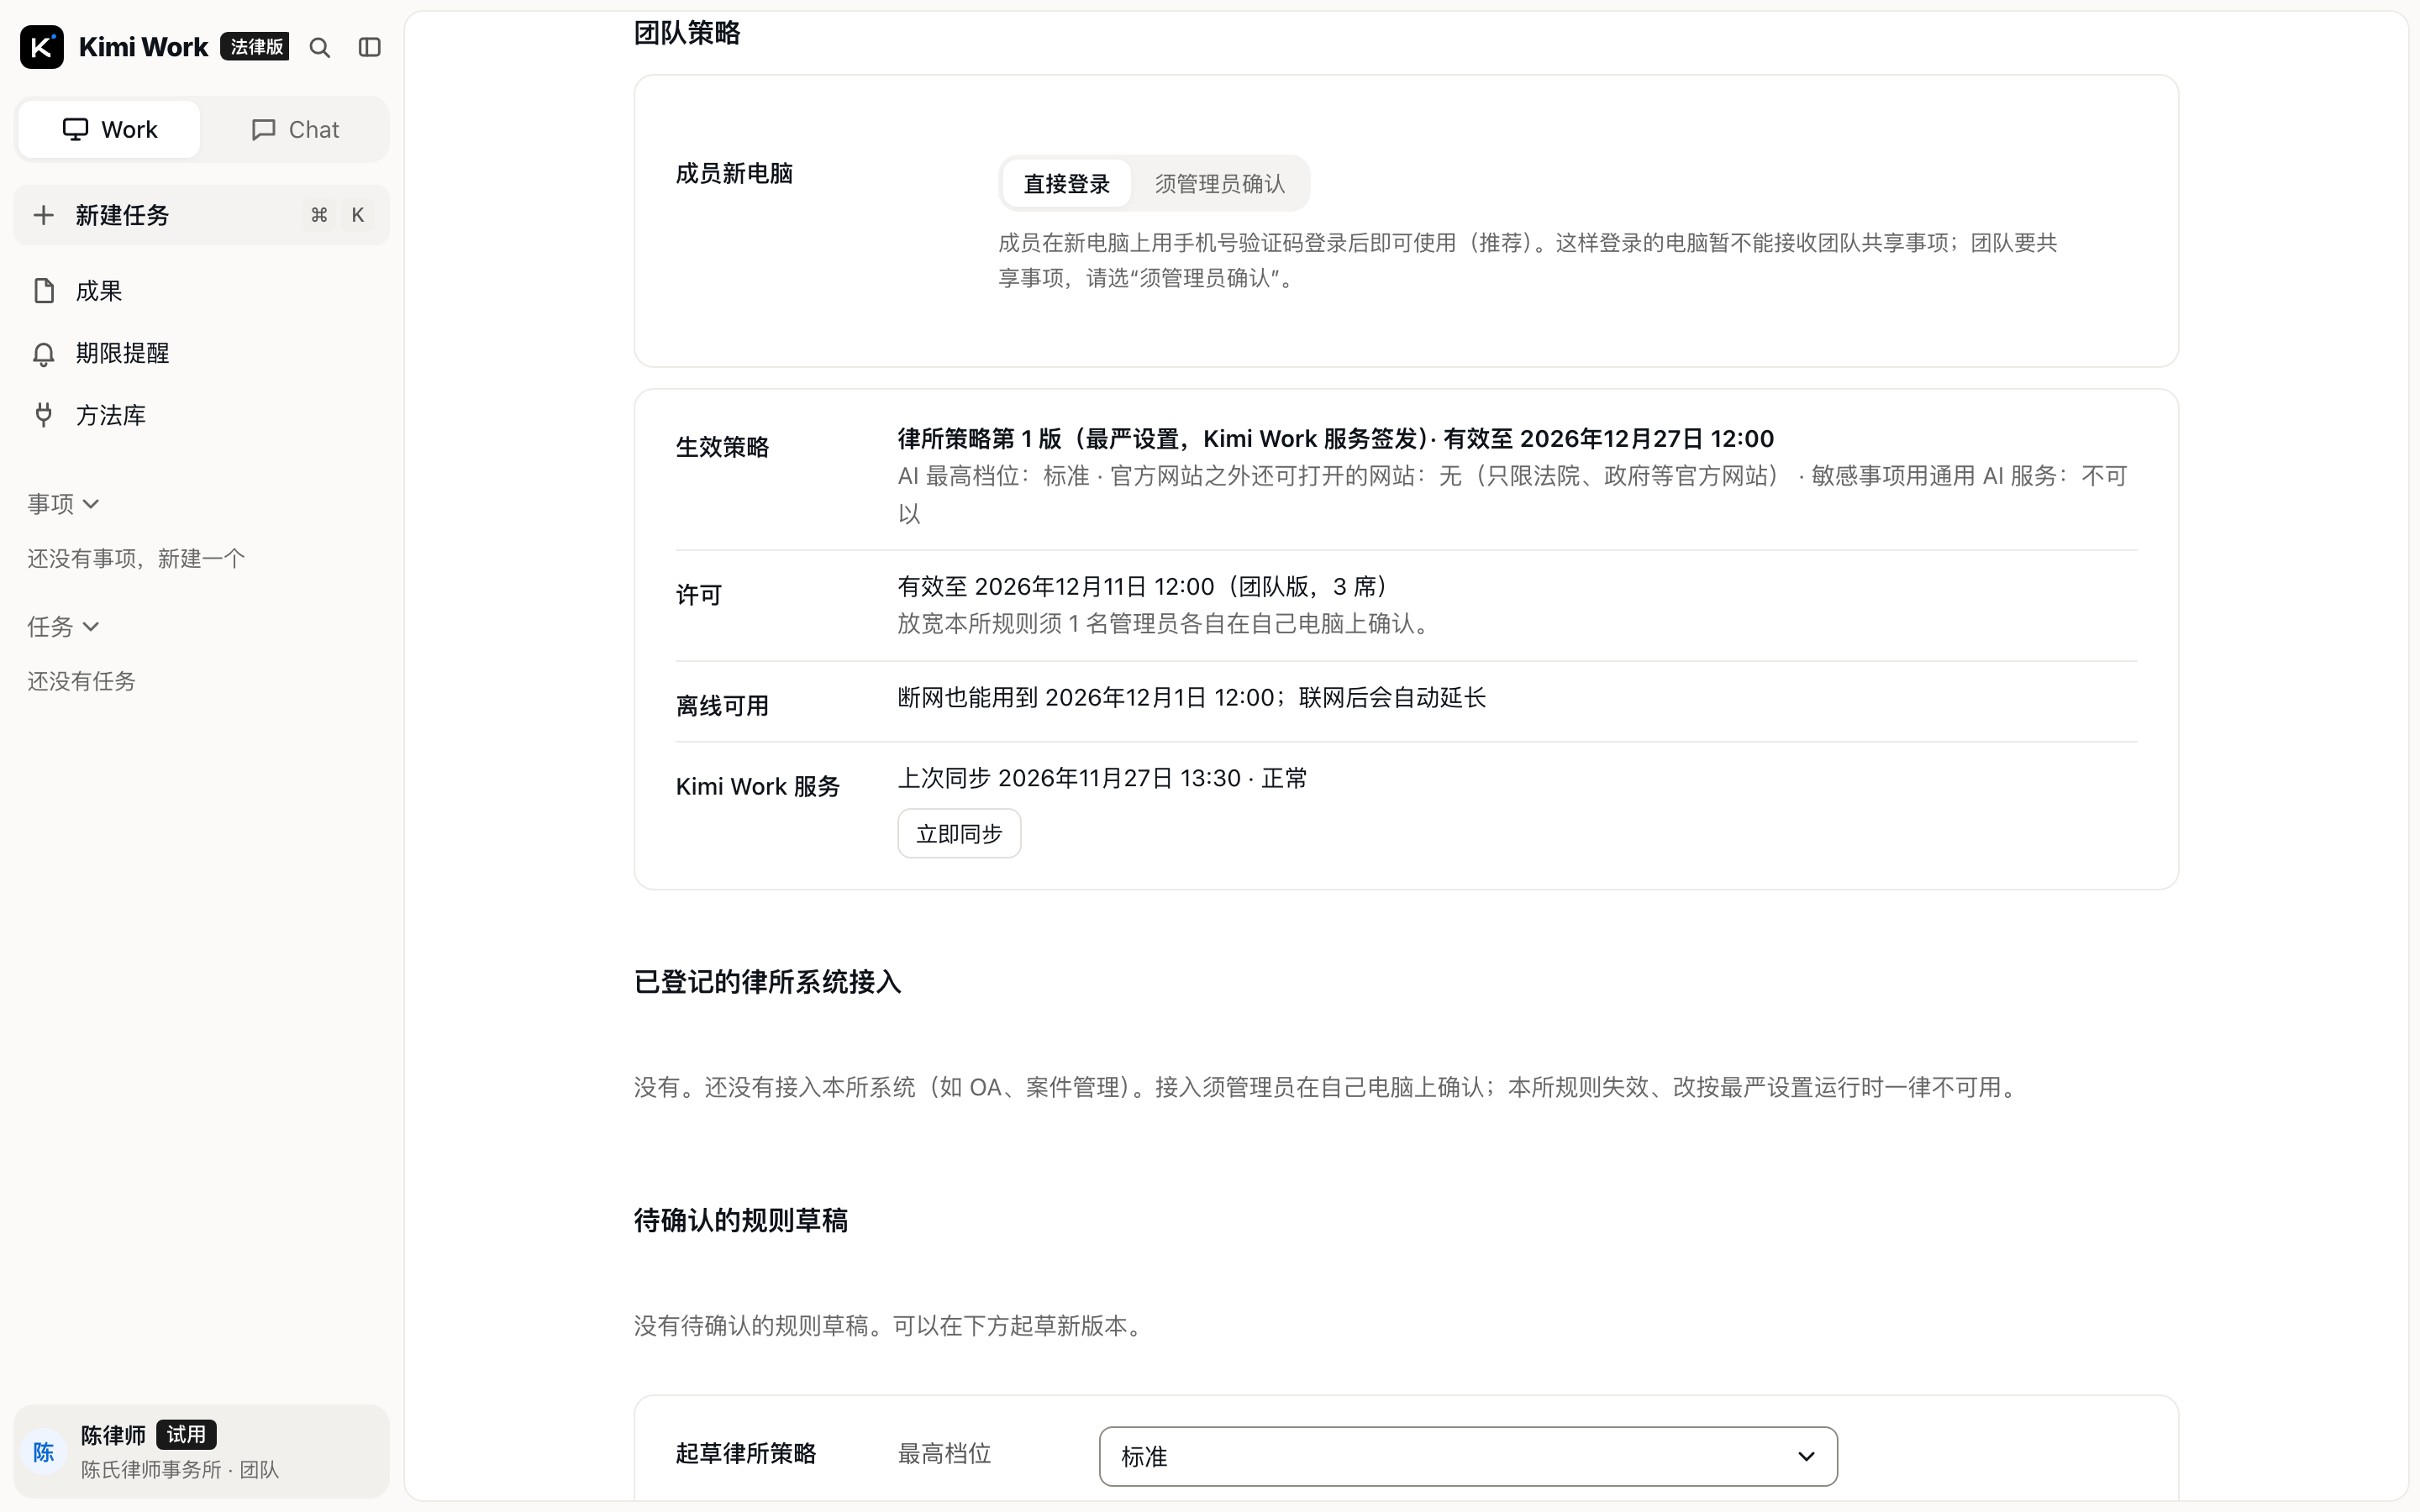 Kimi Work 法律版
Work
Chat
新建任务 ⌘ K
成果
期限提醒
方法库
事项
还没有事项，新建一个
任务
还没有任务
陈
陈律师 试用
陈氏律师事务所 · 团队
团队策略
成员新电脑
直接登录 须管理员确认
成员在新电脑上用手机号验证码登录后即可使用（推荐）。这样登录的电脑暂不能接收团队共享事项；团队要共
享事项，请选“须管理员确认”。
生效策略
律所策略第 1 版（最严设置，Kimi Work 服务签发）· 有效至 2026年12月27日 12:00
AI 最高档位：标准 · 官方网站之外还可打开的网站：无（只限法院、政府等官方网站） · 敏感事项用通用 AI 服务：不可
以
许可
有效至 2026年12月11日 12:00（团队版，3 席）
放宽本所规则须 1 名管理员各自在自己电脑上确认。
离线可用
断网也能用到 2026年12月1日 12:00；联网后会自动延长
Kimi Work 服务
上次同步 2026年11月27日 13:30 · 正常
立即同步
已登记的律所系统接入
没有。还没有接入本所系统（如 OA、案件管理）。接入须管理员在自己电脑上确认；本所规则失效、改按最严设置运行时一律不可用。
待确认的规则草稿
没有待确认的规则草稿。可以在下方起草新版本。
起草律所策略
最高档位
标准